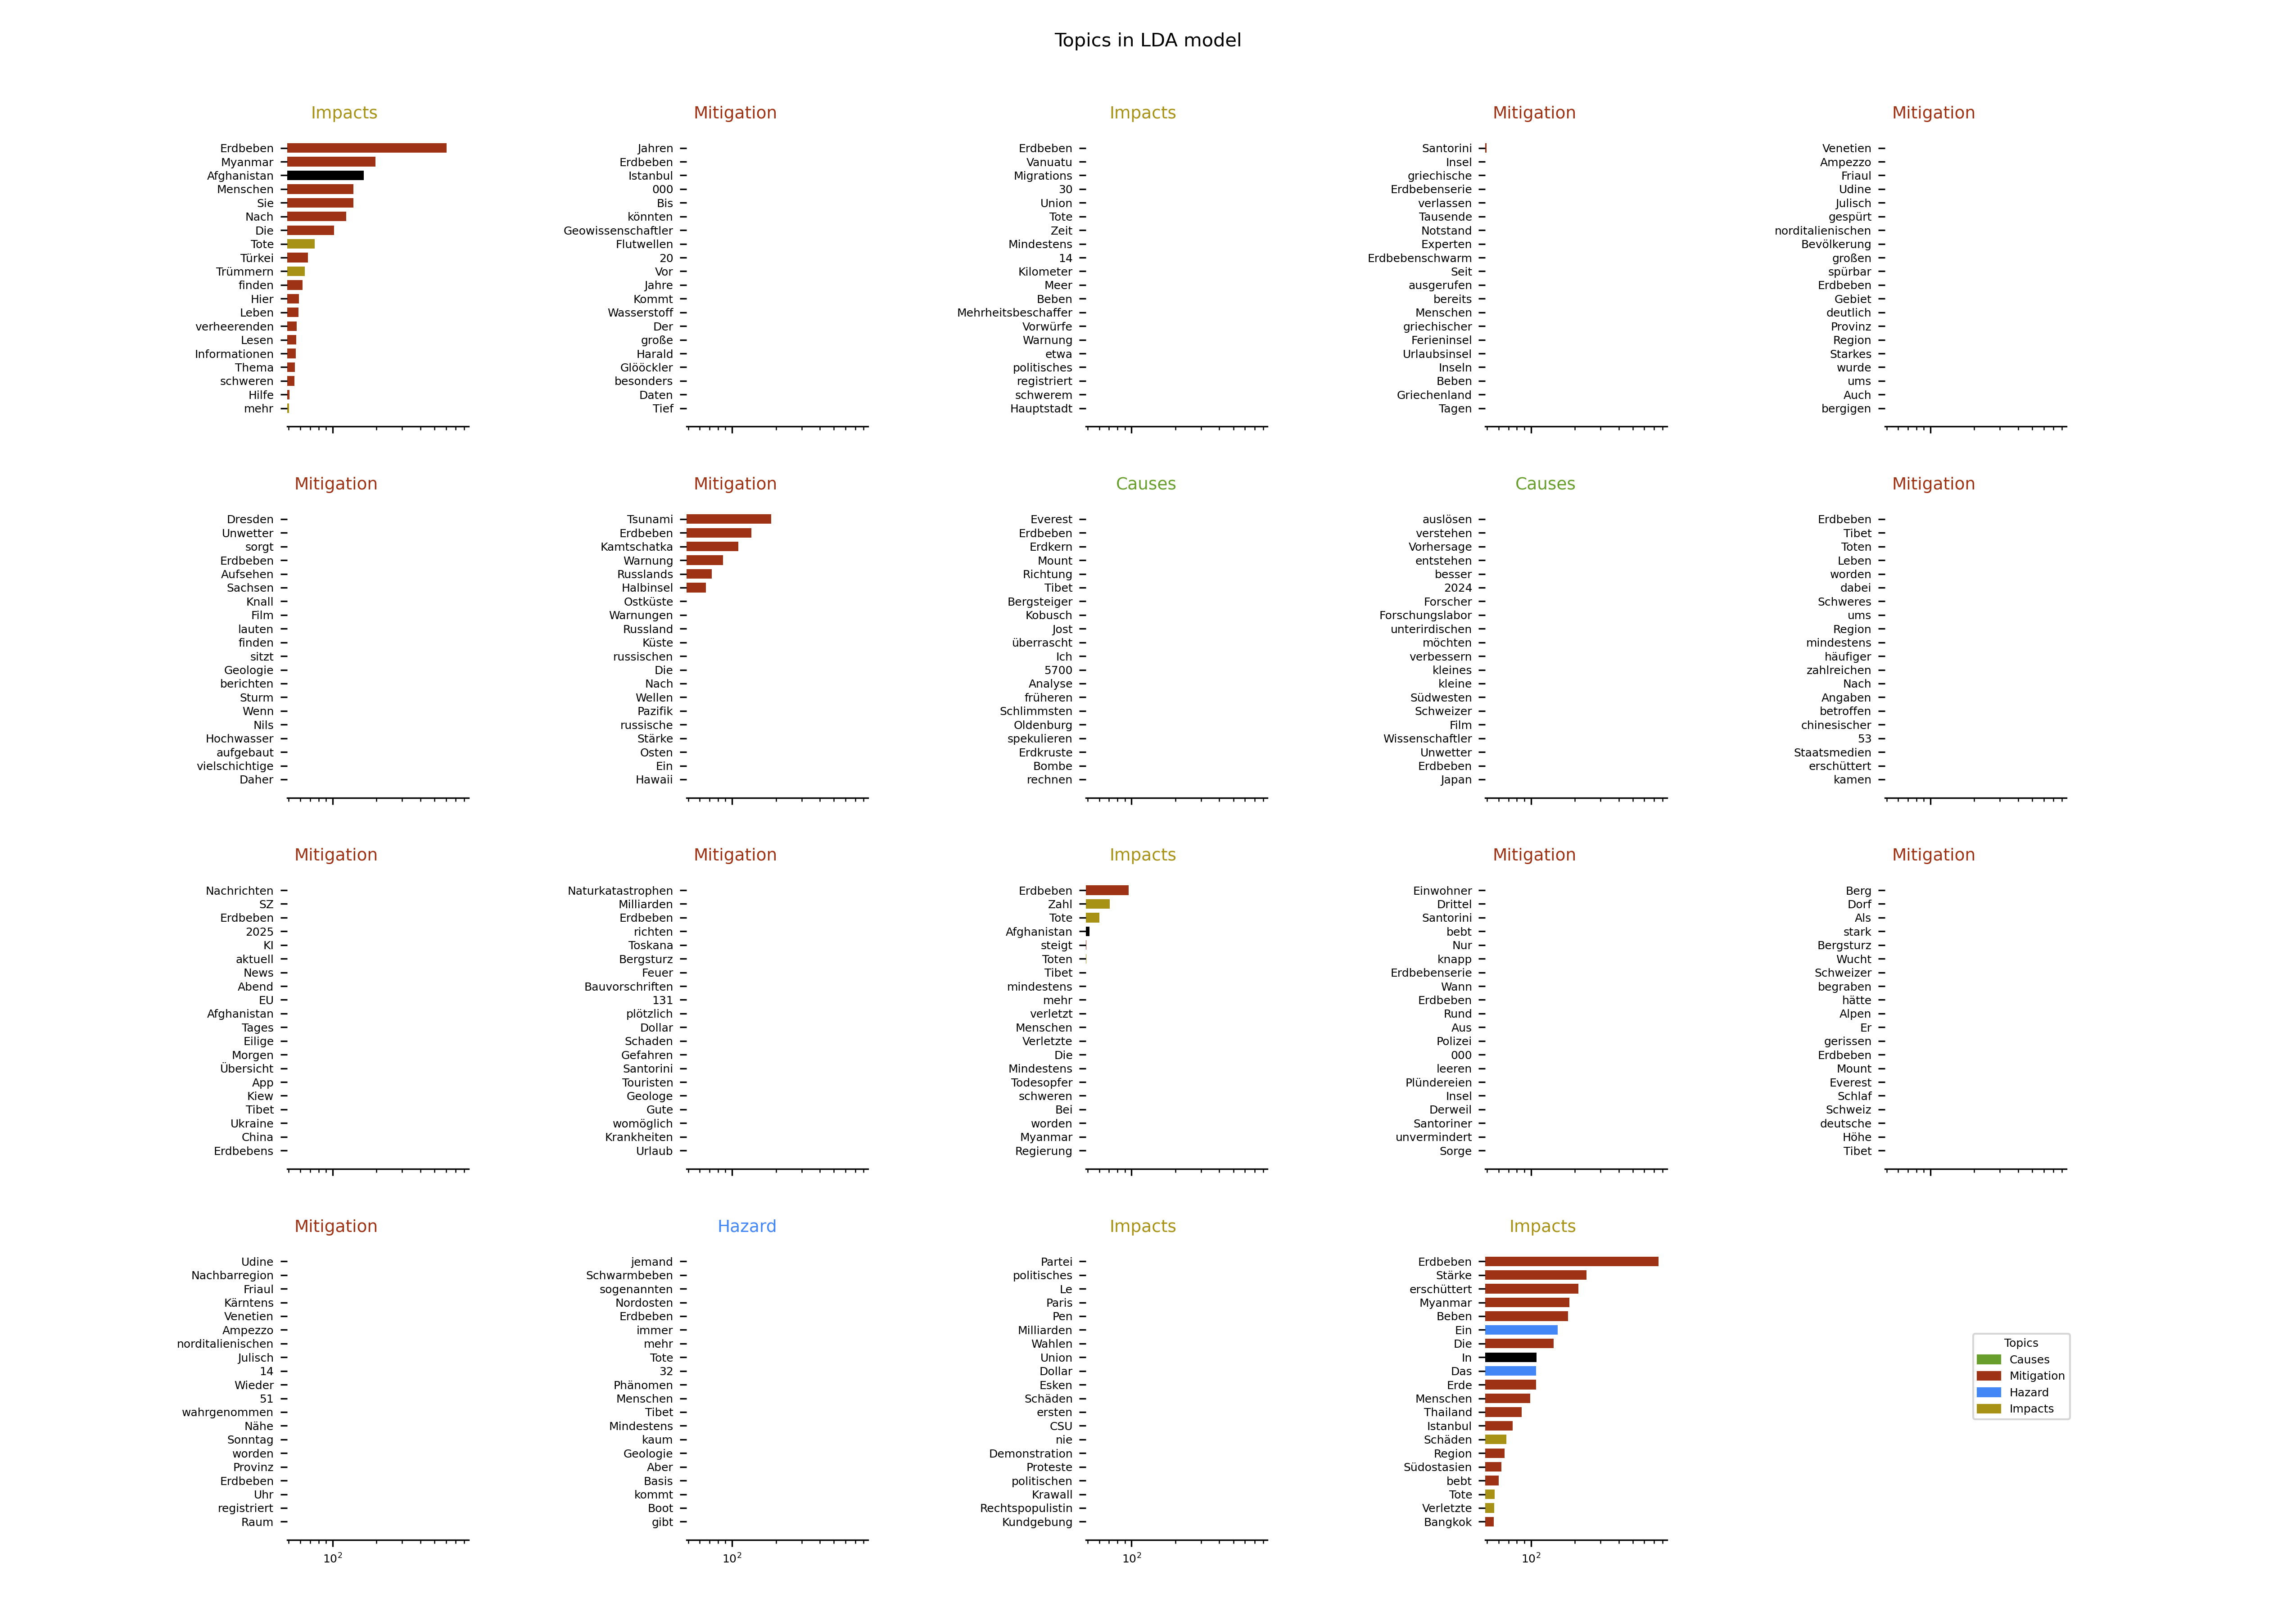 Topics in LDA model
Impacts
Erdbeben
Myanmar
Afghanistan
Menschen
Sie
Nach
Die
Tote
Türkei
Trümmern
finden
Hier
Leben
verheerenden
Lesen
Informationen
Thema
schweren
Hilfe
mehr
Mitigation
Jahren
Erdbeben
Istanbul
000
Bis
könnten
Geowissenschaftler
Flutwellen
20
Vor
Jahre
Kommt
Wasserstoff
Der
große
Harald
Glööckler
besonders
Daten
Tief
Impacts
Erdbeben
Vanuatu
Migrations
30
Union
Tote
Zeit
Mindestens
14
Kilometer
Meer
Beben
Mehrheitsbeschaffer
Vorwürfe
Warnung
etwa
politisches
registriert
schwerem
Hauptstadt
Mitigation
Santorini
Insel
griechische
Erdbebenserie
verlassen
Tausende
Notstand
Experten
Erdbebenschwarm
Seit
ausgerufen
bereits
Menschen
griechischer
Ferieninsel
Urlaubsinsel
Inseln
Beben
Griechenland
Tagen
Mitigation
Venetien
Ampezzo
Friaul
Udine
Julisch
gespürt
norditalienischen
Bevölkerung
großen
spürbar
Erdbeben
Gebiet
deutlich
Provinz
Region
Starkes
wurde
ums
Auch
bergigen
Mitigation
Dresden
Unwetter
sorgt
Erdbeben
Aufsehen
Sachsen
Knall
Film
lauten
finden
sitzt
Geologie
berichten
Sturm
Wenn
Nils
Hochwasser
aufgebaut
vielschichtige
Daher
Mitigation
Tsunami
Erdbeben
Kamtschatka
Warnung
Russlands
Halbinsel
Ostküste
Warnungen
Russland
Küste
russischen
Die
Nach
Wellen
Pazifik
russische
Stärke
Osten
Ein
Hawaii
Causes
Everest
Erdbeben
Erdkern
Mount
Richtung
Tibet
Bergsteiger
Kobusch
Jost
überrascht
Ich
5700
Analyse
früheren
Schlimmsten
Oldenburg
spekulieren
Erdkruste
Bombe
rechnen
Causes
auslösen
verstehen
Vorhersage
entstehen
besser
2024
Forscher
Forschungslabor
unterirdischen
möchten
verbessern
kleines
kleine
Südwesten
Schweizer
Film
Wissenschaftler
Unwetter
Erdbeben
Japan
Mitigation
Erdbeben
Tibet
Toten
Leben
worden
dabei
Schweres
ums
Region
mindestens
häufiger
zahlreichen
Nach
Angaben
betroffen
chinesischer
53
Staatsmedien
erschüttert
kamen
Mitigation
Nachrichten
SZ
Erdbeben
2025
KI
aktuell
News
Abend
EU
Afghanistan
Tages
Eilige
Morgen
Übersicht
App
Kiew
Tibet
Ukraine
China
Erdbebens
Mitigation
Naturkatastrophen
Milliarden
Erdbeben
richten
Toskana
Bergsturz
Feuer
Bauvorschriften
131
plötzlich
Dollar
Schaden
Gefahren
Santorini
Touristen
Geologe
Gute
womöglich
Krankheiten
Urlaub
Impacts
Erdbeben
Zahl
Tote
Afghanistan
steigt
Toten
Tibet
mindestens
mehr
verletzt
Menschen
Verletzte
Die
Mindestens
Todesopfer
schweren
Bei
worden
Myanmar
Regierung
Mitigation
Einwohner
Drittel
Santorini
bebt
Nur
knapp
Erdbebenserie
Wann
Erdbeben
Rund
Aus
Polizei
000
leeren
Plündereien
Insel
Derweil
Santoriner
unvermindert
Sorge
Mitigation
Berg
Dorf
Als
stark
Bergsturz
Wucht
Schweizer
begraben
hätte
Alpen
Er
gerissen
Erdbeben
Mount
Everest
Schlaf
Schweiz
deutsche
Höhe
Tibet
Mitigation
Udine
Nachbarregion
Friaul
Kärntens
Venetien
Ampezzo
norditalienischen
Julisch
14
Wieder
51
wahrgenommen
Nähe
Sonntag
worden
Provinz
Erdbeben
Uhr
registriert
Raum
10²
Hazard
jemand
Schwarmbeben
sogenannten
Nordosten
Erdbeben
immer
mehr
Tote
32
Phänomen
Menschen
Tibet
Mindestens
kaum
Geologie
Aber
Basis
kommt
Boot
gibt
10²
Impacts
Partei
politisches
Le
Paris
Pen
Milliarden
Wahlen
Union
Dollar
Esken
Schäden
ersten
CSU
nie
Demonstration
Proteste
politischen
Krawall
Rechtspopulistin
Kundgebung
10²
Impacts
Erdbeben
Stärke
erschüttert
Myanmar
Beben
Ein
Die
In
Das
Erde
Menschen
Thailand
Istanbul
Schäden
Region
Südostasien
bebt
Tote
Verletzte
Bangkok
10²
Topics
Causes
Mitigation
Hazard
Impacts